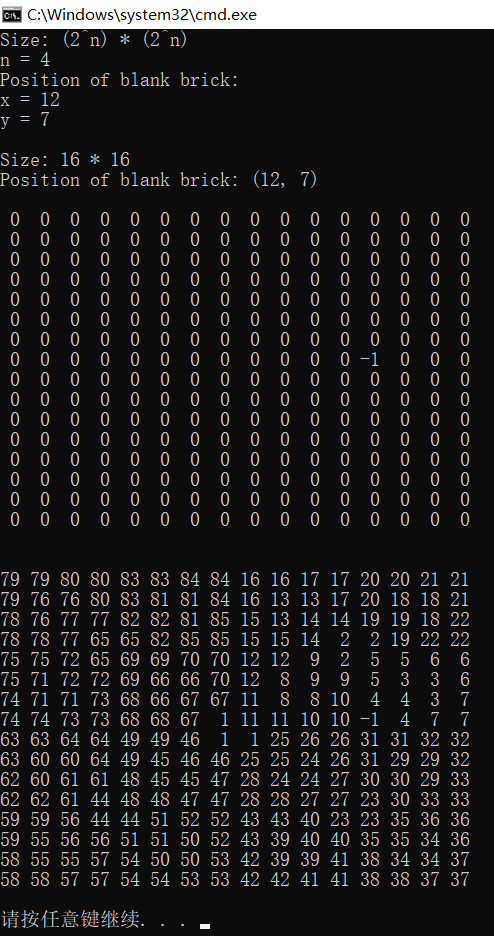 C:\Windows\system32\cmd.exe
Size: (2^n) * (2^n)
n = 4
Position of blank brick:
x = 12
y = 7
Size: 16 * 16
Position of blank brick: (12, 7)
0 0 0 0 0 0 0 0 0 0 0 0 0 0 0 0
0 0 0 0 0 0 0 0 0 0 0 0 0 0 0 0
0 0 0 0 0 0 0 0 0 0 0 0 0 0 0 0
0 0 0 0 0 0 0 0 0 0 0 0 0 0 0 0
0 0 0 0 0 0 0 0 0 0 0 0 0 0 0 0
0 0 0 0 0 0 0 0 0 0 0 0 0 0 0 0
0 0 0 0 0 0 0 0 0 0 0 0 0 0 0 0
0 0 0 0 0 0 0 0 0 0 0 0 -1 0 0 0
0 0 0 0 0 0 0 0 0 0 0 0 0 0 0 0
0 0 0 0 0 0 0 0 0 0 0 0 0 0 0 0
0 0 0 0 0 0 0 0 0 0 0 0 0 0 0 0
0 0 0 0 0 0 0 0 0 0 0 0 0 0 0 0
0 0 0 0 0 0 0 0 0 0 0 0 0 0 0 0
0 0 0 0 0 0 0 0 0 0 0 0 0 0 0 0
0 0 0 0 0 0 0 0 0 0 0 0 0 0 0 0
0 0 0 0 0 0 0 0 0 0 0 0 0 0 0 0
79 79 80 80 83 83 84 84 16 16 17 17 20 20 21 21
79 76 76 80 83 81 81 84 16 13 13 17 20 18 18 21
78 76 77 77 82 82 81 85 15 13 14 14 19 19 18 22
78 78 77 65 65 82 85 85 15 15 14 2 2 19 22 22
75 75 72 65 69 69 70 70 12 12 9 2 5 5 6 6
75 71 72 72 69 66 66 70 12 8 9 9 5 3 3 6
74 71 71 73 68 66 67 67 11 8 8 10 4 4 3 7
74 74 73 73 68 68 67 1 11 11 10 10 -1 4 7 7
63 63 64 64 49 49 46 1 1 25 26 26 31 31 32 32
63 60 60 64 49 45 46 46 25 25 24 26 31 29 29 32
62 60 61 61 48 45 45 47 28 24 24 27 30 30 29 33
62 62 61 44 48 48 47 47 28 28 27 27 23 30 33 33
59 59 56 44 44 51 52 52 43 43 40 23 23 35 36 36
59 55 56 56 51 51 50 52 43 39 40 40 35 35 34 36
58 55 55 57 54 50 50 53 42 39 39 41 38 34 34 37
58 58 57 57 54 54 53 53 42 42 41 41 38 38 37 37
请按任意键继续. . .